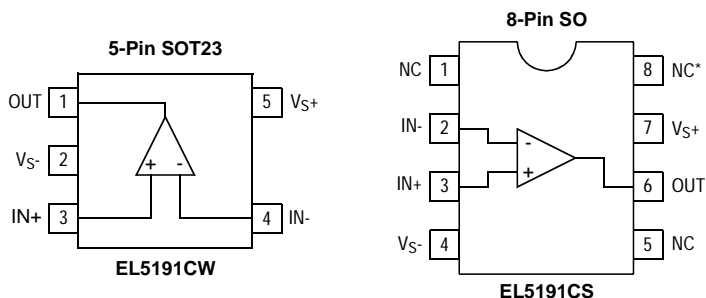 5-Pin SOT23
OUT 1
5 VS+
VS- 2
+ -
IN+ 3
4 IN-
EL5191CW
8-Pin SO
NC 1
8 NC*
IN- 2
-
7 VS+
IN+ 3
+
6 OUT
VS- 4
5 NC
EL5191CS